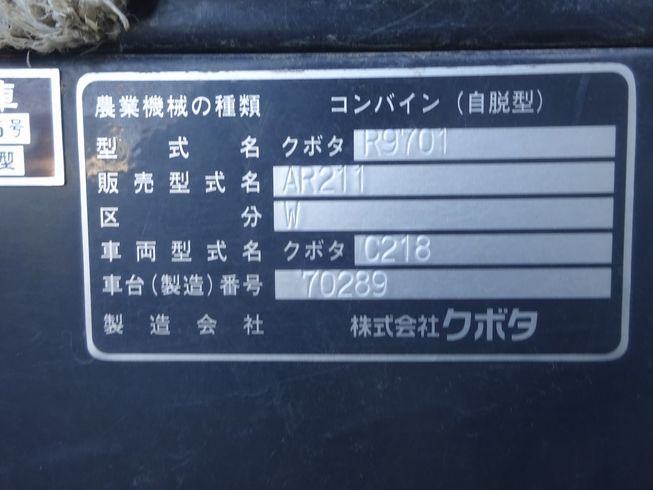 車
号
型
農業機械の種類 コンバイン(自脱型)
型式名 クボタ R9701
販売型式名 AR211
区分 W
車両型式名 クボタ C218
車台(製造)番号 70289
製造会社 株式会社クボタ